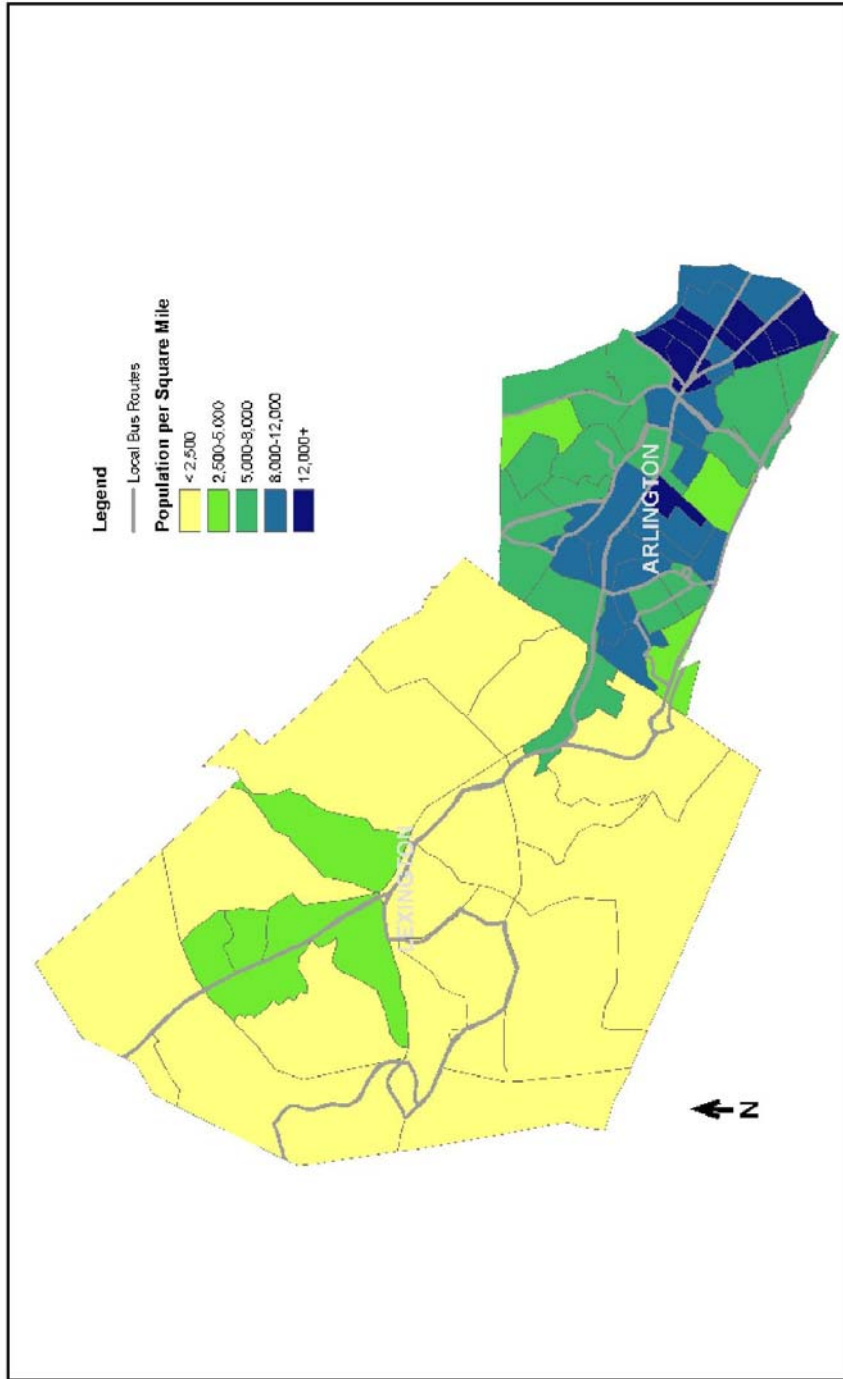 Legend
Local Bus Routes
Population per Square Mile
< 2,500
2,500-5,000
5,000-8,000
8,000-12,000
12,000+
LEXINGTON
ARLINGTON
N